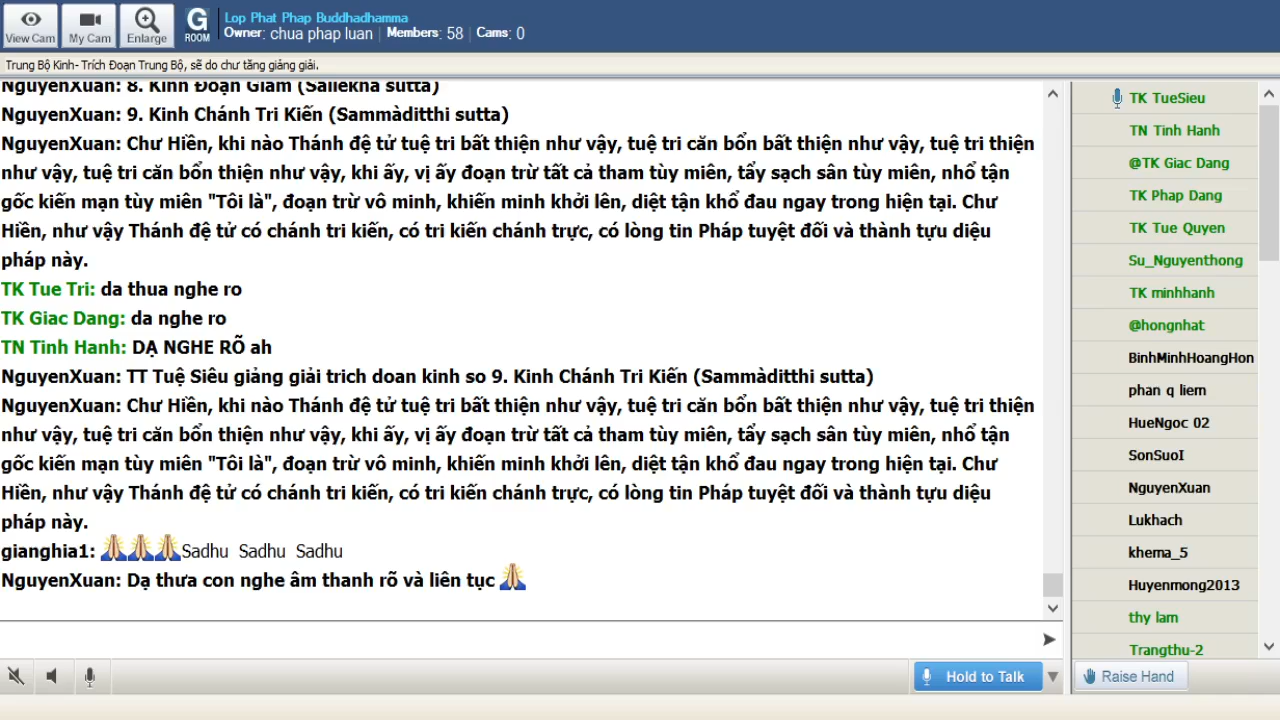 View Cam
My Cam
Enlarge
G
ROOM
Lop Phat Phap Buddhadhamma
Owner: chua phap luan | Members: 58 | Cams: 0
Trung Bộ Kinh- Trích Đoạn Trung Bộ, sẽ do chư tăng giảng giải.
NguyenXuan: 8. Kinh Đoạn Giảm (Sallekha sutta)
NguyenXuan: 9. Kinh Chánh Tri Kiến (Sammàditthi sutta)
NguyenXuan: Chư Hiền, khi nào Thánh đệ tử tuệ tri bất thiện như vậy, tuệ tri căn bổn bất thiện như vậy, tuệ tri thiện
như vậy, tuệ tri căn bổn thiện như vậy, khi ấy, vị ấy đoạn trừ tất cả tham tùy miên, tẩy sạch sân tùy miên, nhổ tận
gốc kiến mạn tùy miên "Tôi là", đoạn trừ vô minh, khiến minh khởi lên, diệt tận khổ đau ngay trong hiện tại. Chư
Hiền, như vậy Thánh đệ tử có chánh tri kiến, có tri kiến chánh trực, có lòng tin Pháp tuyệt đối và thành tựu diệu
pháp này.
TK Tue Tri: da thua nghe ro
TK Giac Dang: da nghe ro
TN Tinh Hanh: DẠ NGHE RÕ ah
NguyenXuan: TT Tuệ Siêu giảng giải trich doan kinh so 9. Kinh Chánh Tri Kiến (Sammàditthi sutta)
NguyenXuan: Chư Hiền, khi nào Thánh đệ tử tuệ tri bất thiện như vậy, tuệ tri căn bổn bất thiện như vậy, tuệ tri thiện
như vậy, tuệ tri căn bổn thiện như vậy, khi ấy, vị ấy đoạn trừ tất cả tham tùy miên, tẩy sạch sân tùy miên, nhổ tận
gốc kiến mạn tùy miên "Tôi là", đoạn trừ vô minh, khiến minh khởi lên, diệt tận khổ đau ngay trong hiện tại. Chư
Hiền, như vậy Thánh đệ tử có chánh tri kiến, có tri kiến chánh trực, có lòng tin Pháp tuyệt đối và thành tựu diệu
pháp này.
gianghia1: 🙏🙏🙏Sadhu Sadhu Sadhu
NguyenXuan: Dạ thưa con nghe âm thanh rõ và liên tục 🙏
Hold to Talk
TK TueSieu
TN Tinh Hanh
@TK Giac Dang
TK Phap Dang
TK Tue Quyen
Su_Nguyenthong
TK minhhanh
@hongnhat
BinhMinhHoangHon
phan q liem
HueNgoc 02
SonSuoI
NguyenXuan
Lukhach
khema_5
Huyenmong2013
thy lam
Trangthu-2
Raise Hand